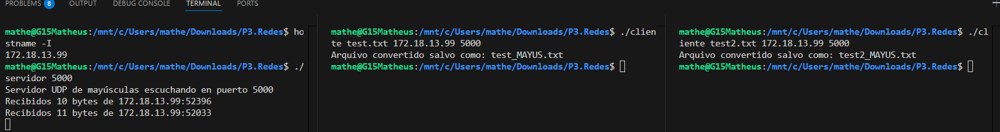 PROBLEMS 8 OUTPUT DEBUG CONSOLE TERMINAL PORTS
mathe@G15Matheus:/mnt/c/Users/mathe/Downloads/P3.Redes$ ho
stname -I
172.18.13.99
mathe@G15Matheus:/mnt/c/Users/mathe/Downloads/P3.Redes$ ./
servidor 5000
Servidor UDP de mayúsculas escuchando en puerto 5000
Recibidos 10 bytes de 172.18.13.99:52396
Recibidos 11 bytes de 172.18.13.99:52033
mathe@G15Matheus:/mnt/c/Users/mathe/Downloads/P3.Redes$ ./clien
te test.txt 172.18.13.99 5000
Arquivo convertido salvo como: test_MAYUS.txt
mathe@G15Matheus:/mnt/c/Users/mathe/Downloads/P3.Redes$
mathe@G15Matheus:/mnt/c/Users/mathe/Downloads/P3.Redes$ ./cl
iente test2.txt 172.18.13.99 5000
Arquivo convertido salvo como: test2_MAYUS.txt
mathe@G15Matheus:/mnt/c/Users/mathe/Downloads/P3.Redes$